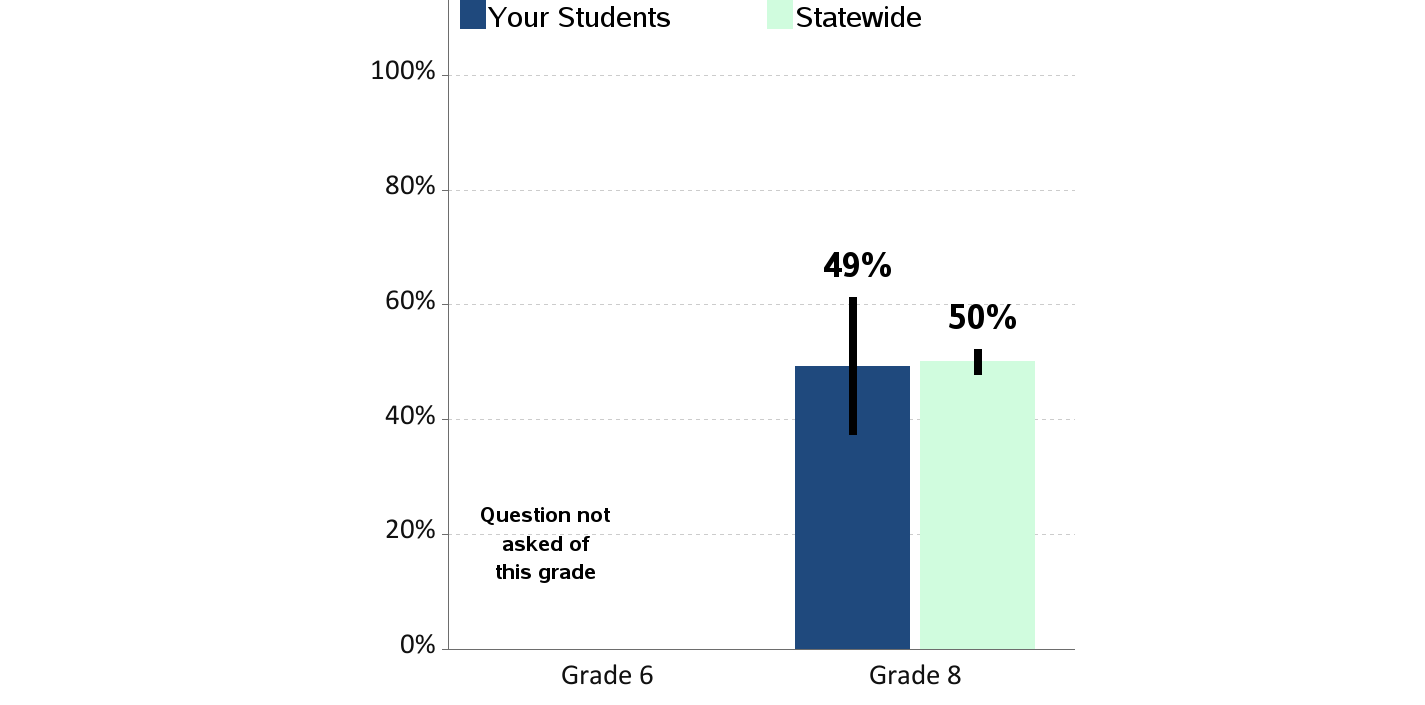 Your Students
Statewide
100%
80%
60%
40%
20%
0%
49%
50%
Question not
asked of
this grade
Grade 6
Grade 8